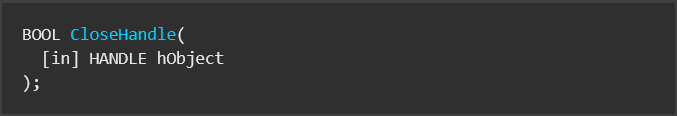 BOOL CloseHandle(
  [in] HANDLE hObject
);